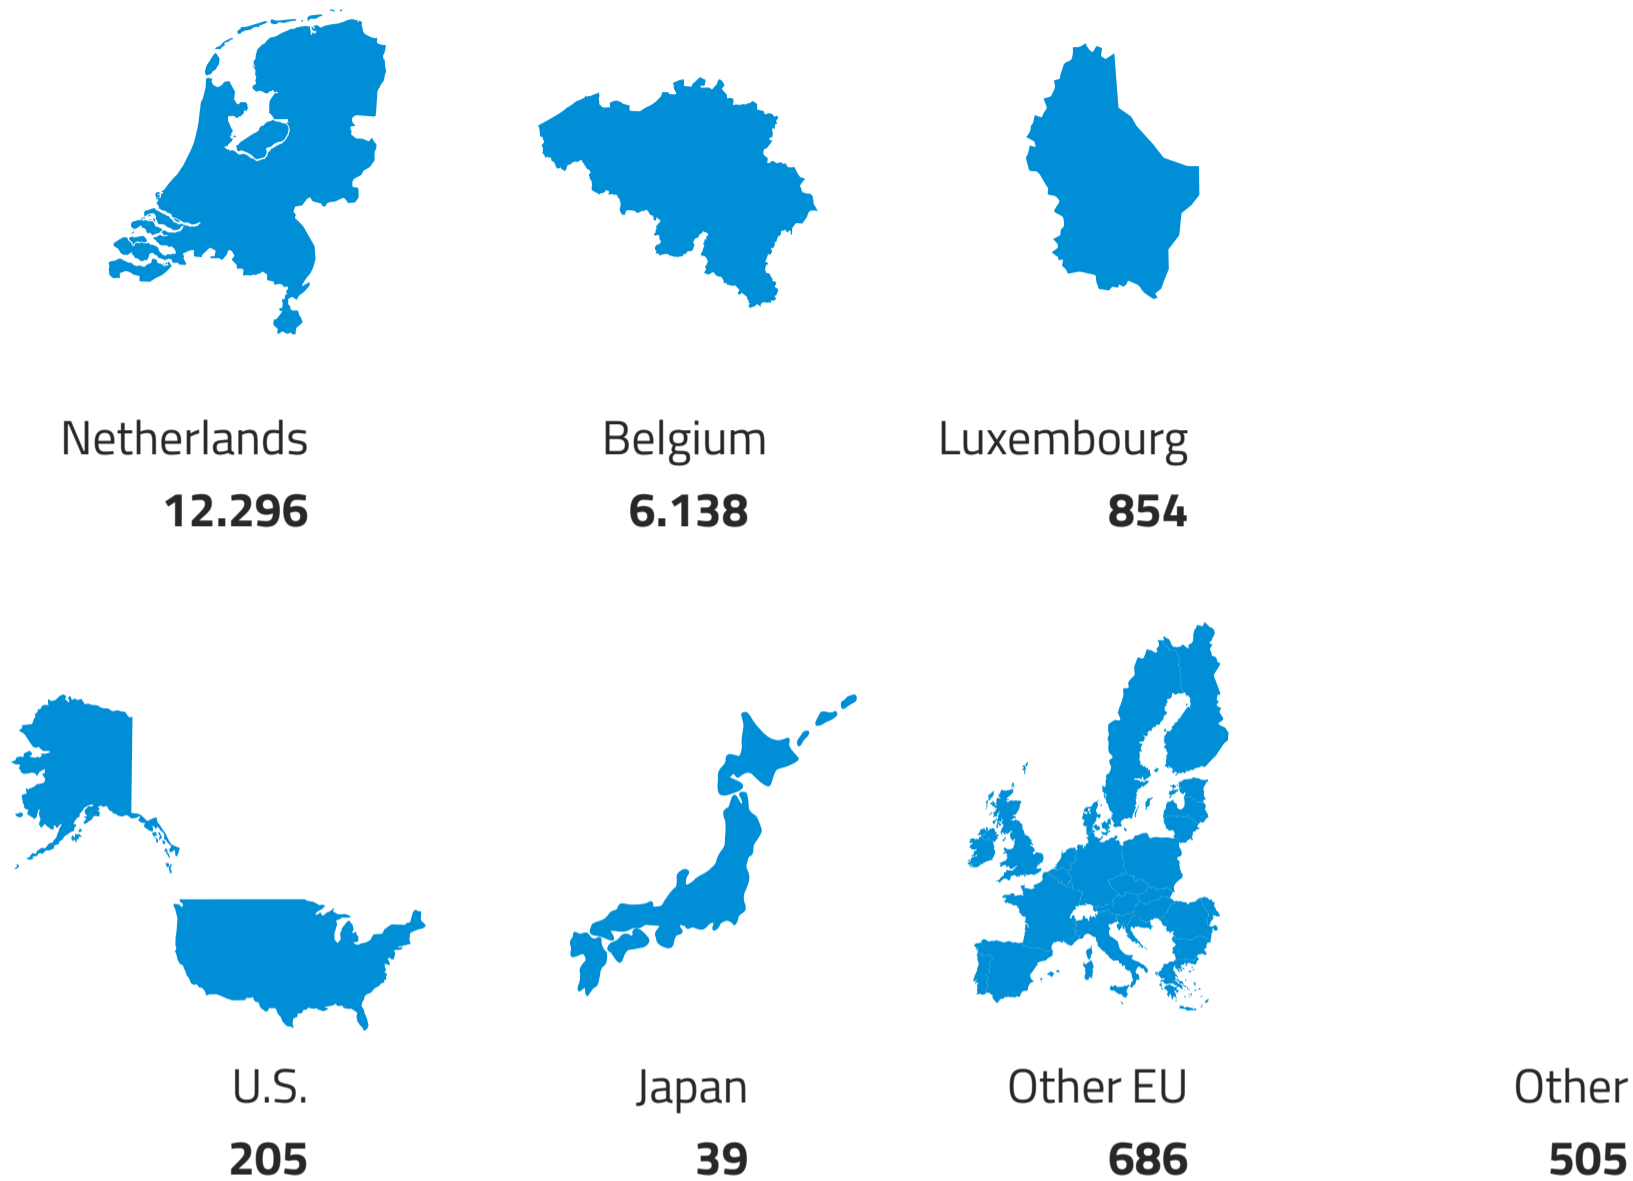 Netherlands
12.296
Belgium
6.138
Luxembourg
854
U.S.
205
Japan
39
Other EU
686
Other
505